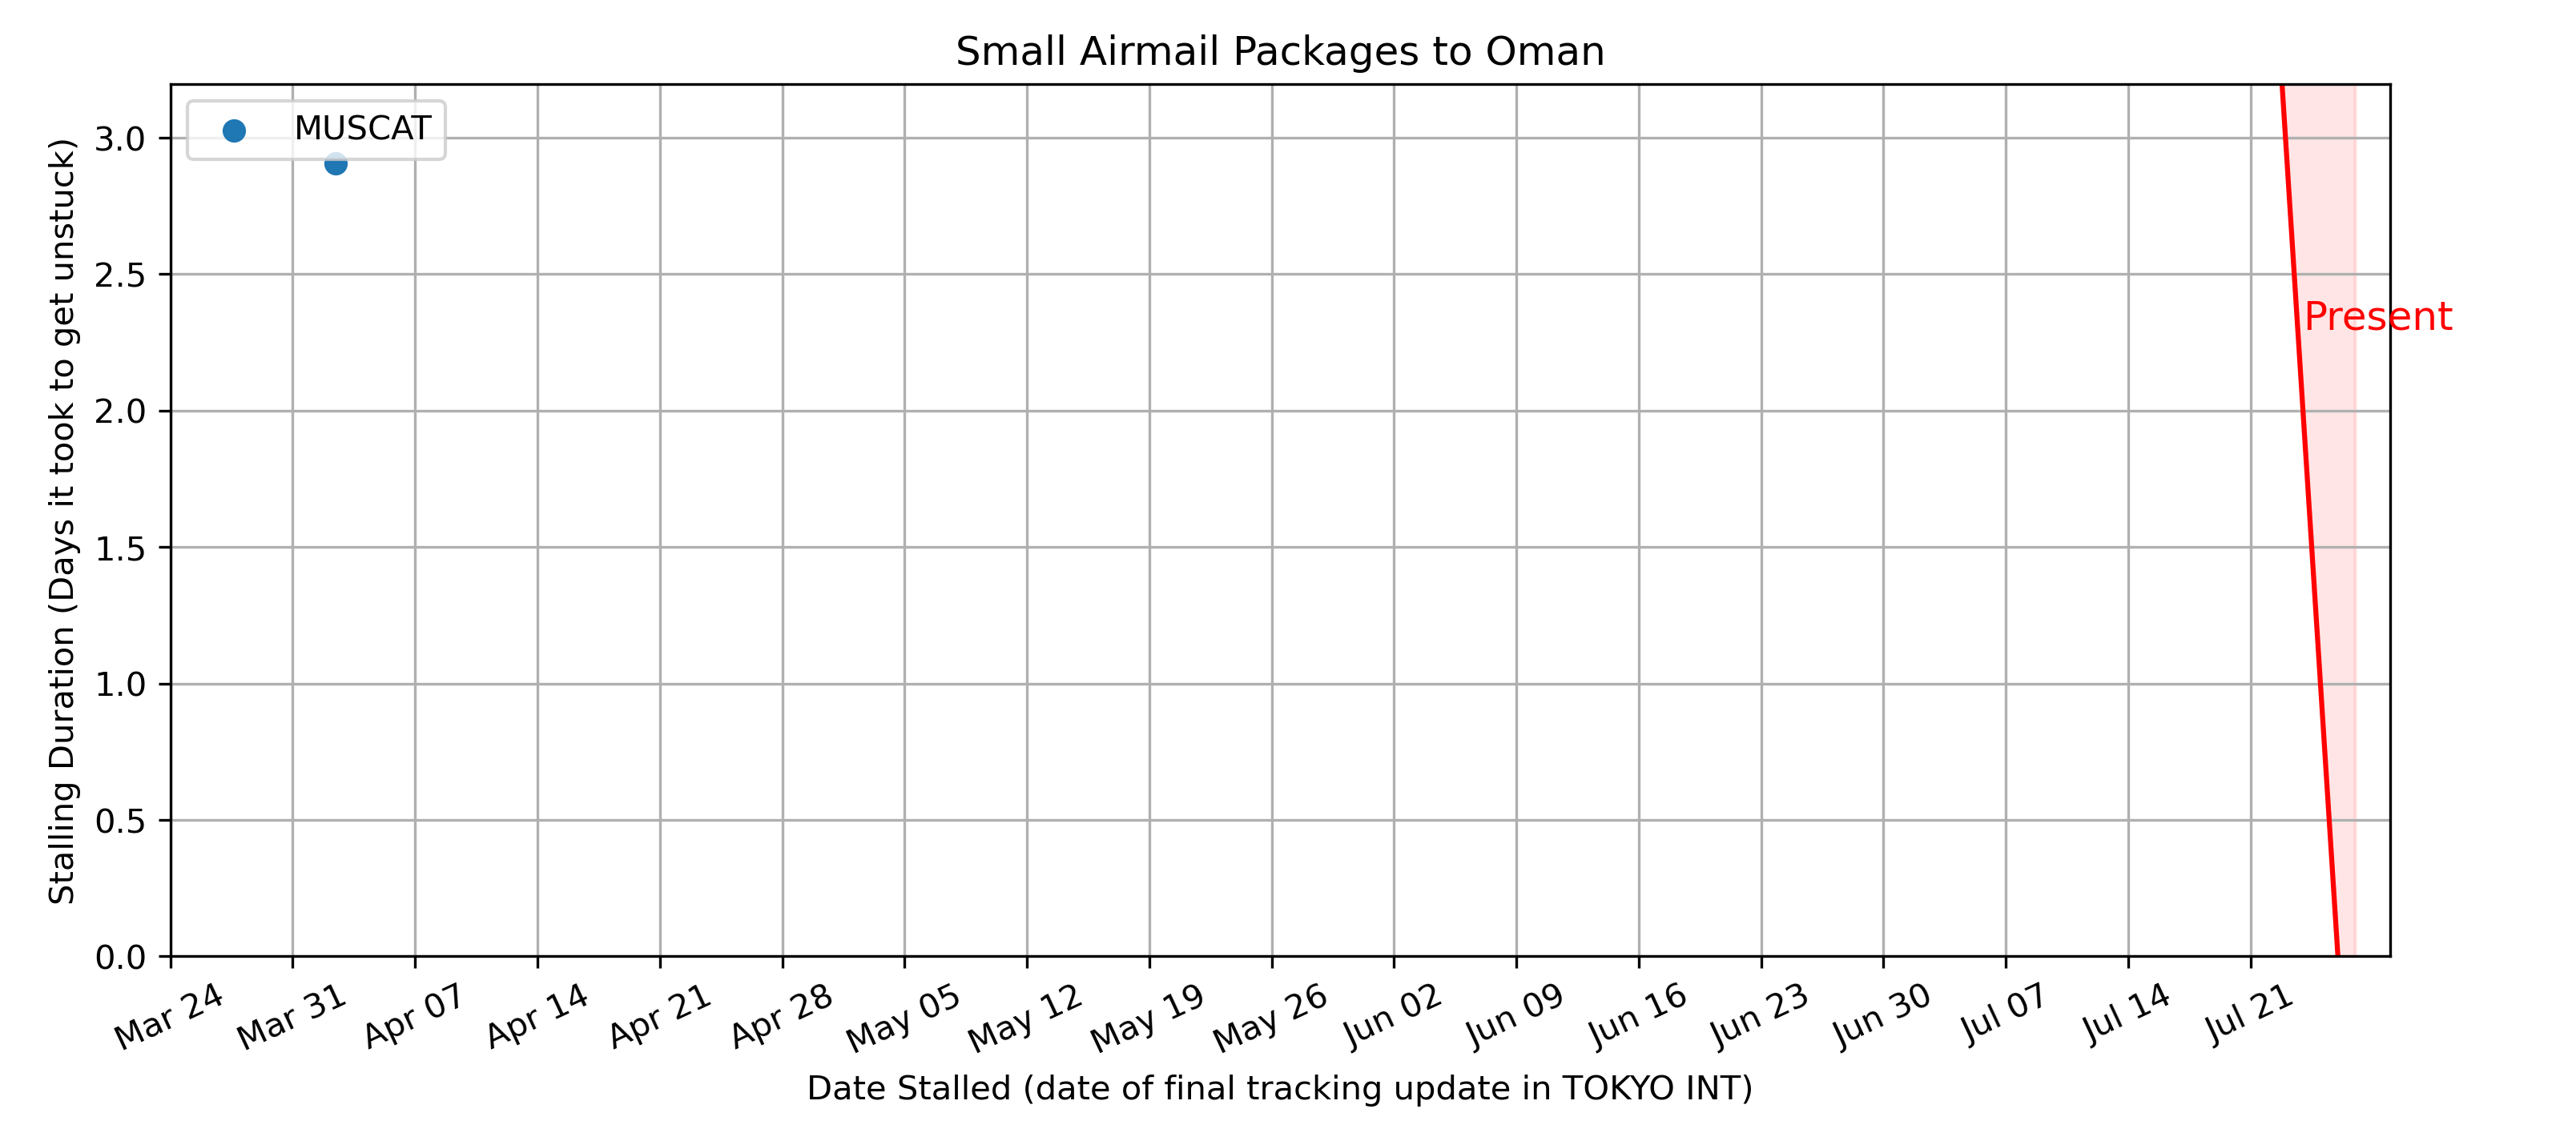 Small Airmail Packages to Oman
MUSCAT
Stalling Duration (Days it took to get unstuck)
3.0
2.5
2.0
1.5
1.0
0.5
0.0
Present
Mar 24
Mar 31
Apr 07
Apr 14
Apr 21
Apr 28
May 05
May 12
May 19
May 26
Jun 02
Jun 09
Jun 16
Jun 23
Jun 30
Jul 07
Jul 14
Jul 21
Date Stalled (date of final tracking update in TOKYO INT)